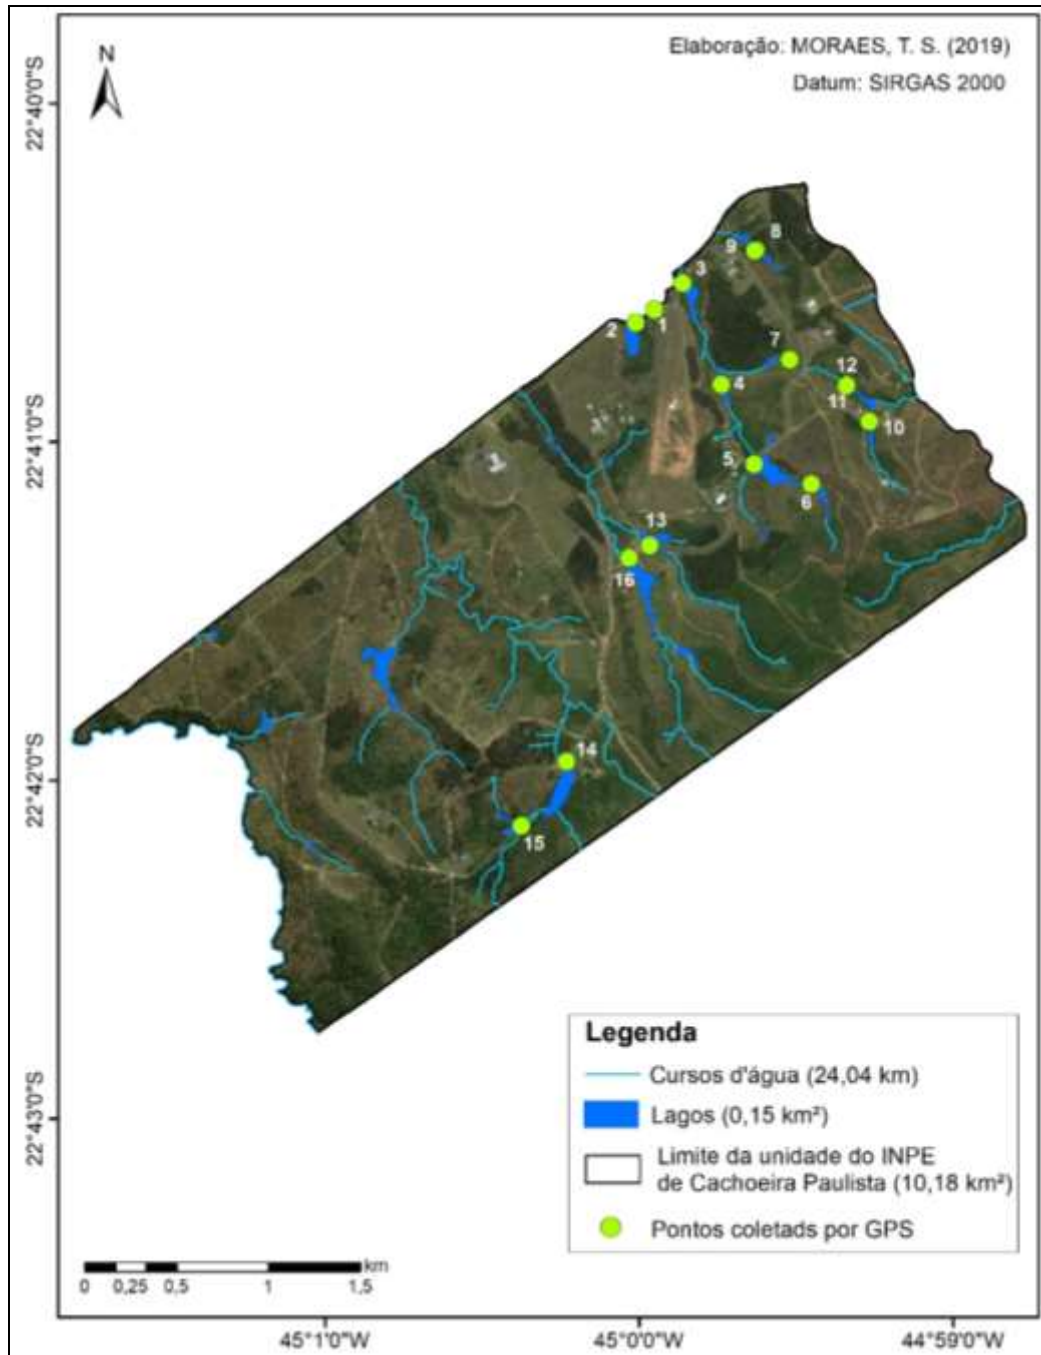 Elaboração: MORAES, T. S. (2019)
Datum: SIRGAS 2000
N
22°40'0"S
22°41'0"S
22°42'0"S
22°43'0"S
8
9
3
1
2
7
4
12
11
10
5
6
13
16
14
15
Legenda
Cursos d'água (24,04 km)
Lagos (0,15 km²)
Limite da unidade do INPE
de Cachoeira Paulista (10,18 km²)
Pontos coletads por GPS
km
0 0,25 0,5 1 1,5
45°1'0"W 45°0'0"W 44°59'0"W